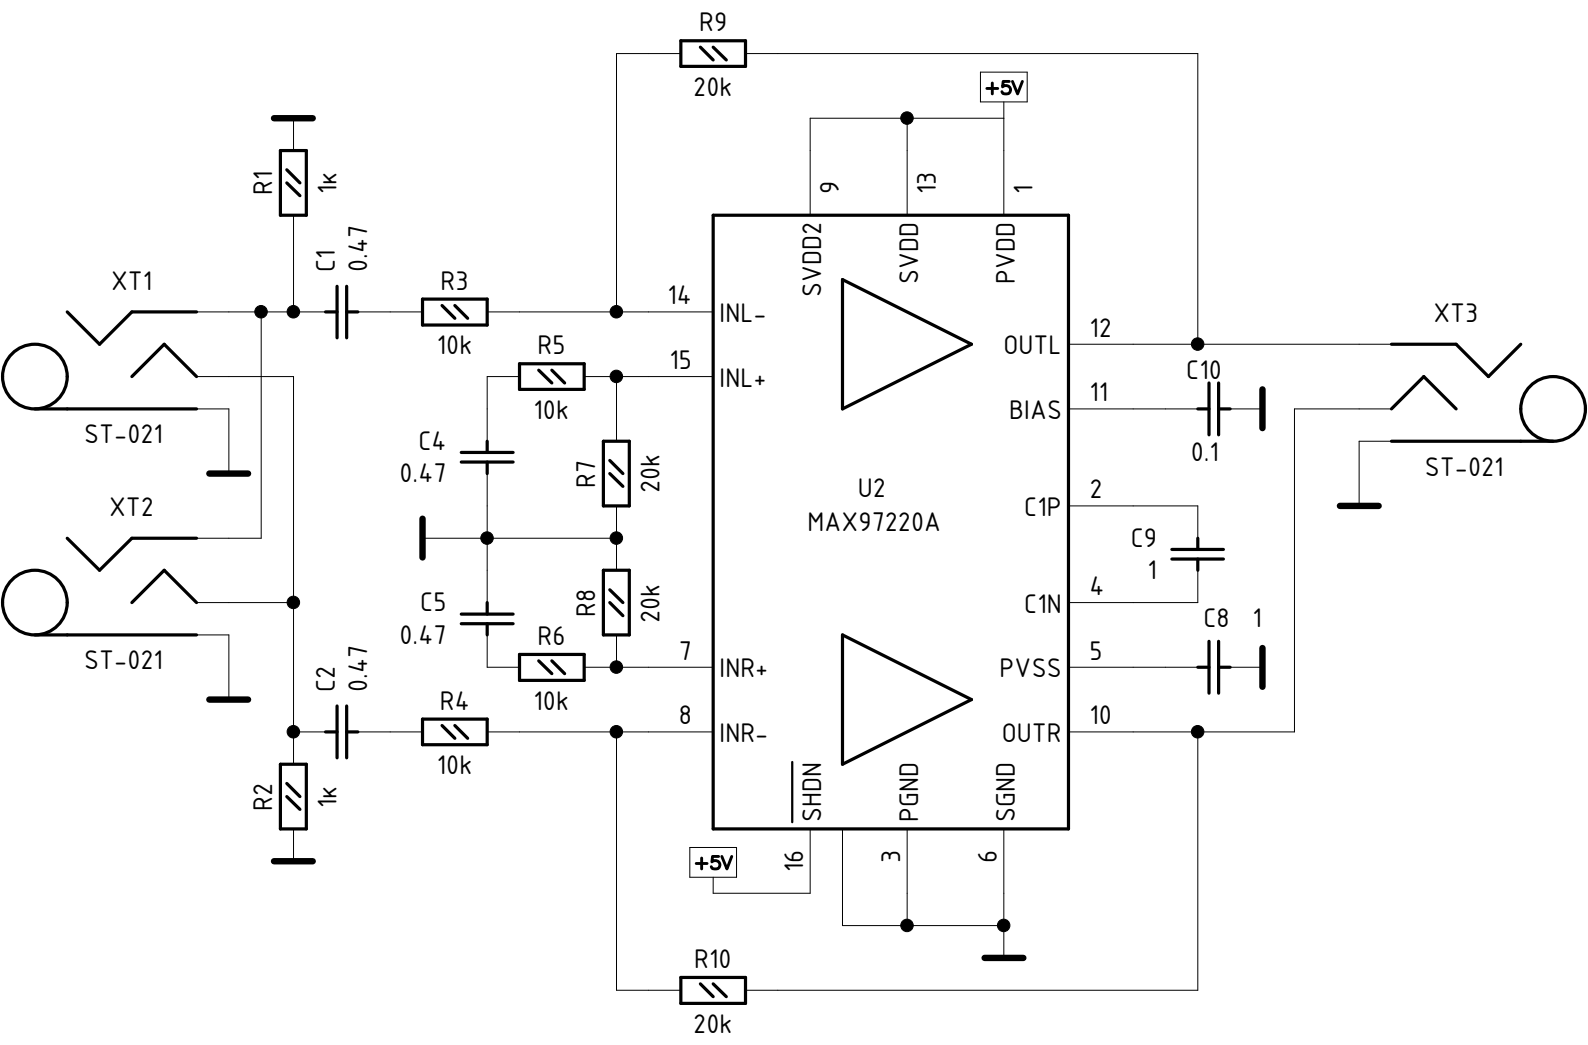 R9
20k
+5V
R1
1к
9
13
1
C1
0.47
SVDD2
SVDD
PVDD
XT1
R3
10k
14
INL-
12
OUTL
XT3
R5
10k
15
INL+
C10
0.1
11
BIAS
ST-021
ST-021
C4
0.47
R7
20k
U2
MAX97220A
2
C1P
C9
1
XT2
4
C1N
C5
0.47
R8
20k
C8
1
R6
10k
7
INR+
5
PVSS
ST-021
C2
0.47
R4
10k
8
INR-
10
OUTR
R2
1к
SHDN
PGND
SGND
+5V
16
3
6
R10
20k